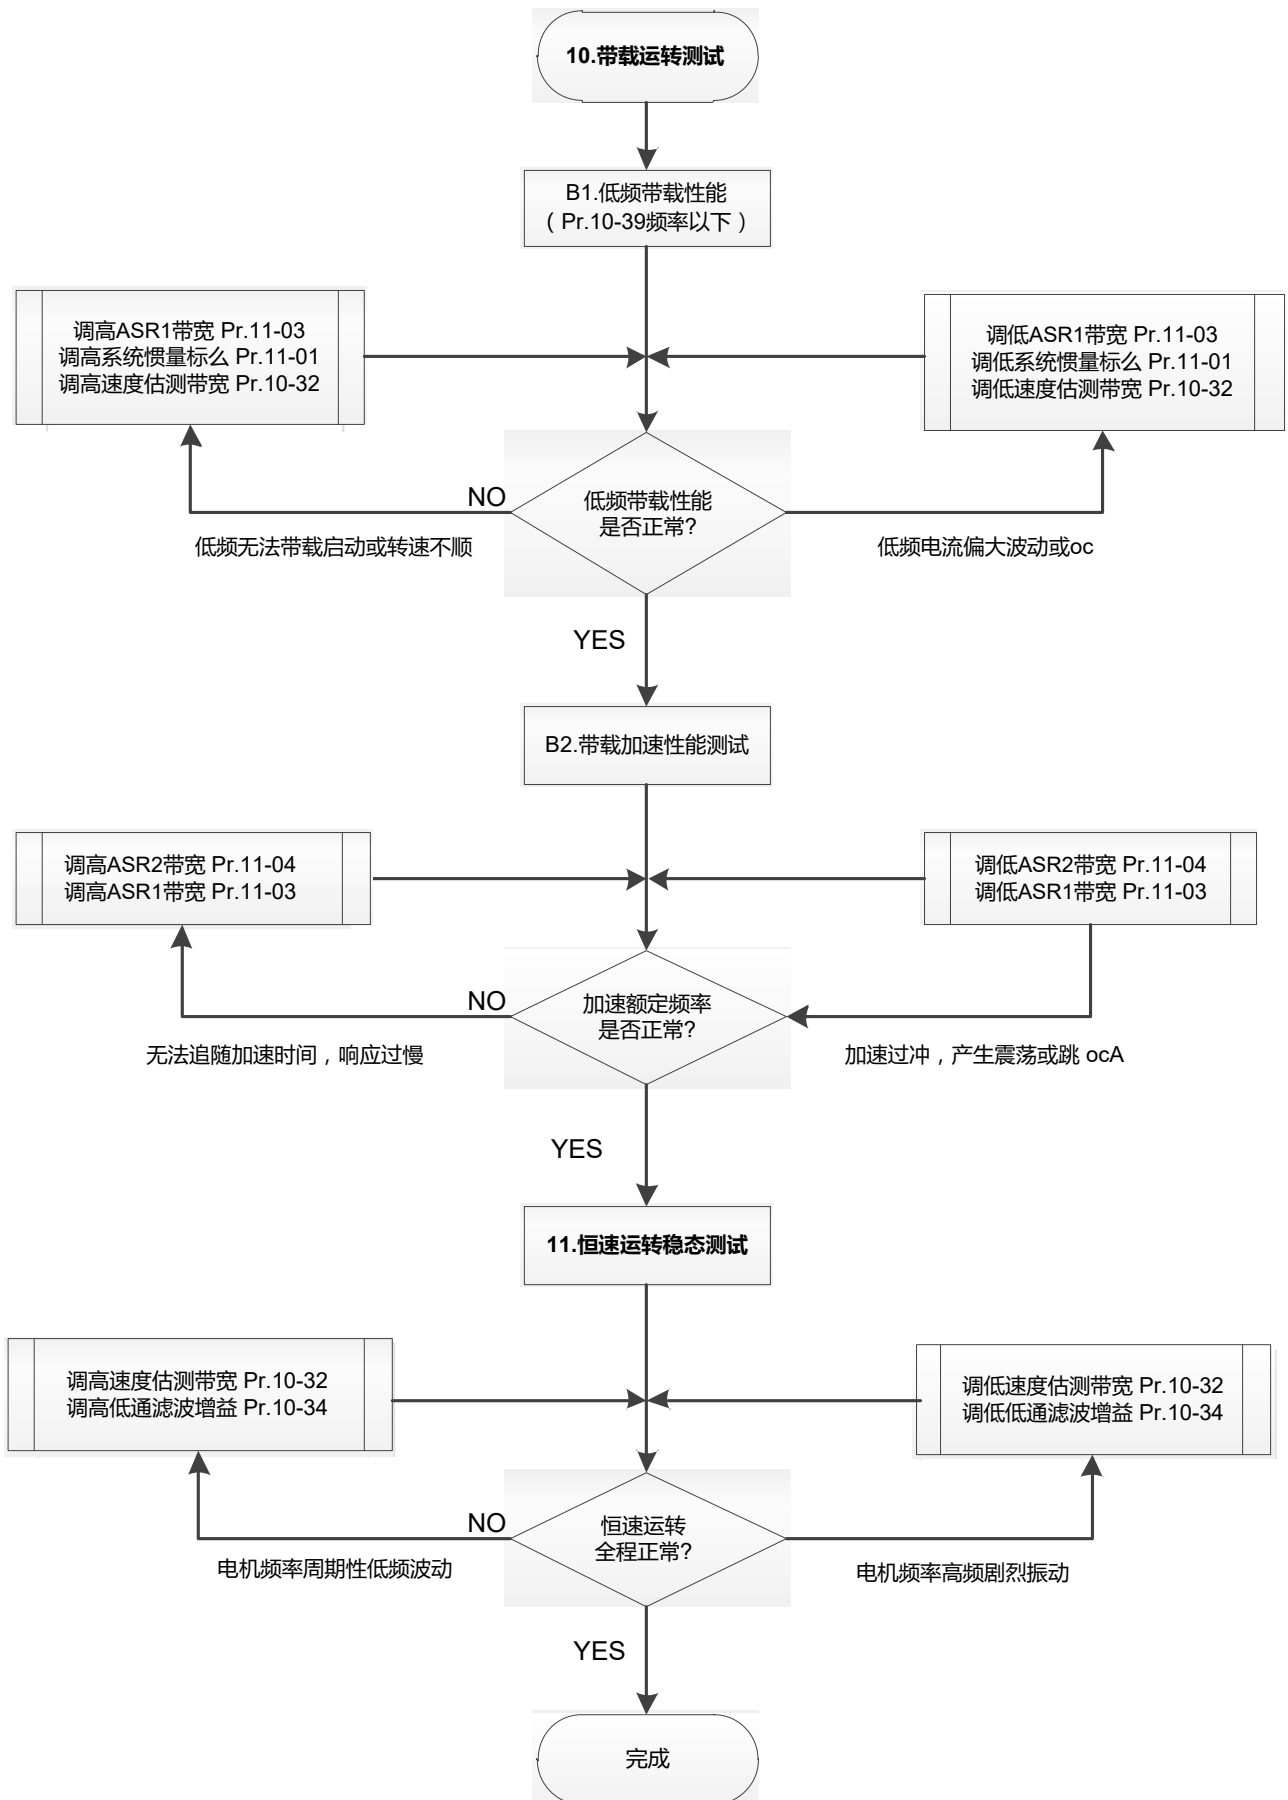 10.带载运转测试
B1.低频带载性能
（Pr.10-39频率以下）
调高ASR1带宽 Pr.11-03
调高系统惯量标么 Pr.11-01
调高速度估测带宽 Pr.10-32
调低ASR1带宽 Pr.11-03
调低系统惯量标么 Pr.11-01
调低速度估测带宽 Pr.10-32
NO
低频带载性能
是否正常?
低频无法带载启动或转速不顺
低频电流偏大波动或oc
YES
B2.带载加速性能测试
调高ASR2带宽 Pr.11-04
调高ASR1带宽 Pr.11-03
调低ASR2带宽 Pr.11-04
调低ASR1带宽 Pr.11-03
NO
加速额定频率
是否正常?
无法追随加速时间，响应过慢
加速过冲，产生震荡或跳 ocA
YES
11.恒速运转稳态测试
调高速度估测带宽 Pr.10-32
调高低通滤波增益 Pr.10-34
调低速度估测带宽 Pr.10-32
调低低通滤波增益 Pr.10-34
NO
恒速运转
全程正常?
电机频率周期性低频波动
电机频率高频剧烈振动
YES
完成